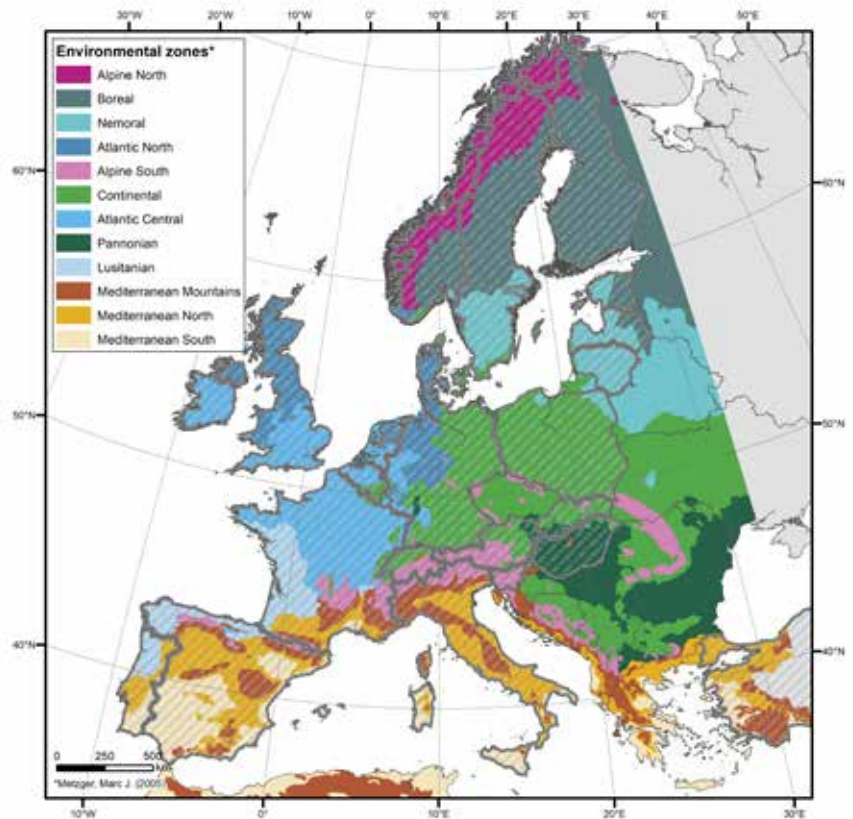 30°W 20°W 10°W 0° 10°E 20°E 30°E 40°E 50°E
Environmental zones*
Alpine North
Boreal
Nemoral
Atlantic North
Alpine South
Continental
Atlantic Central
Pannonian
Lusitanian
Mediterranean Mountains
Mediterranean North
Mediterranean South
60°N 60°N
50°N 50°N
40°N 40°N
0 250 500
km
*Metzger, Marc J. (2005)
10°W 0° 10°E 20°E 30°E